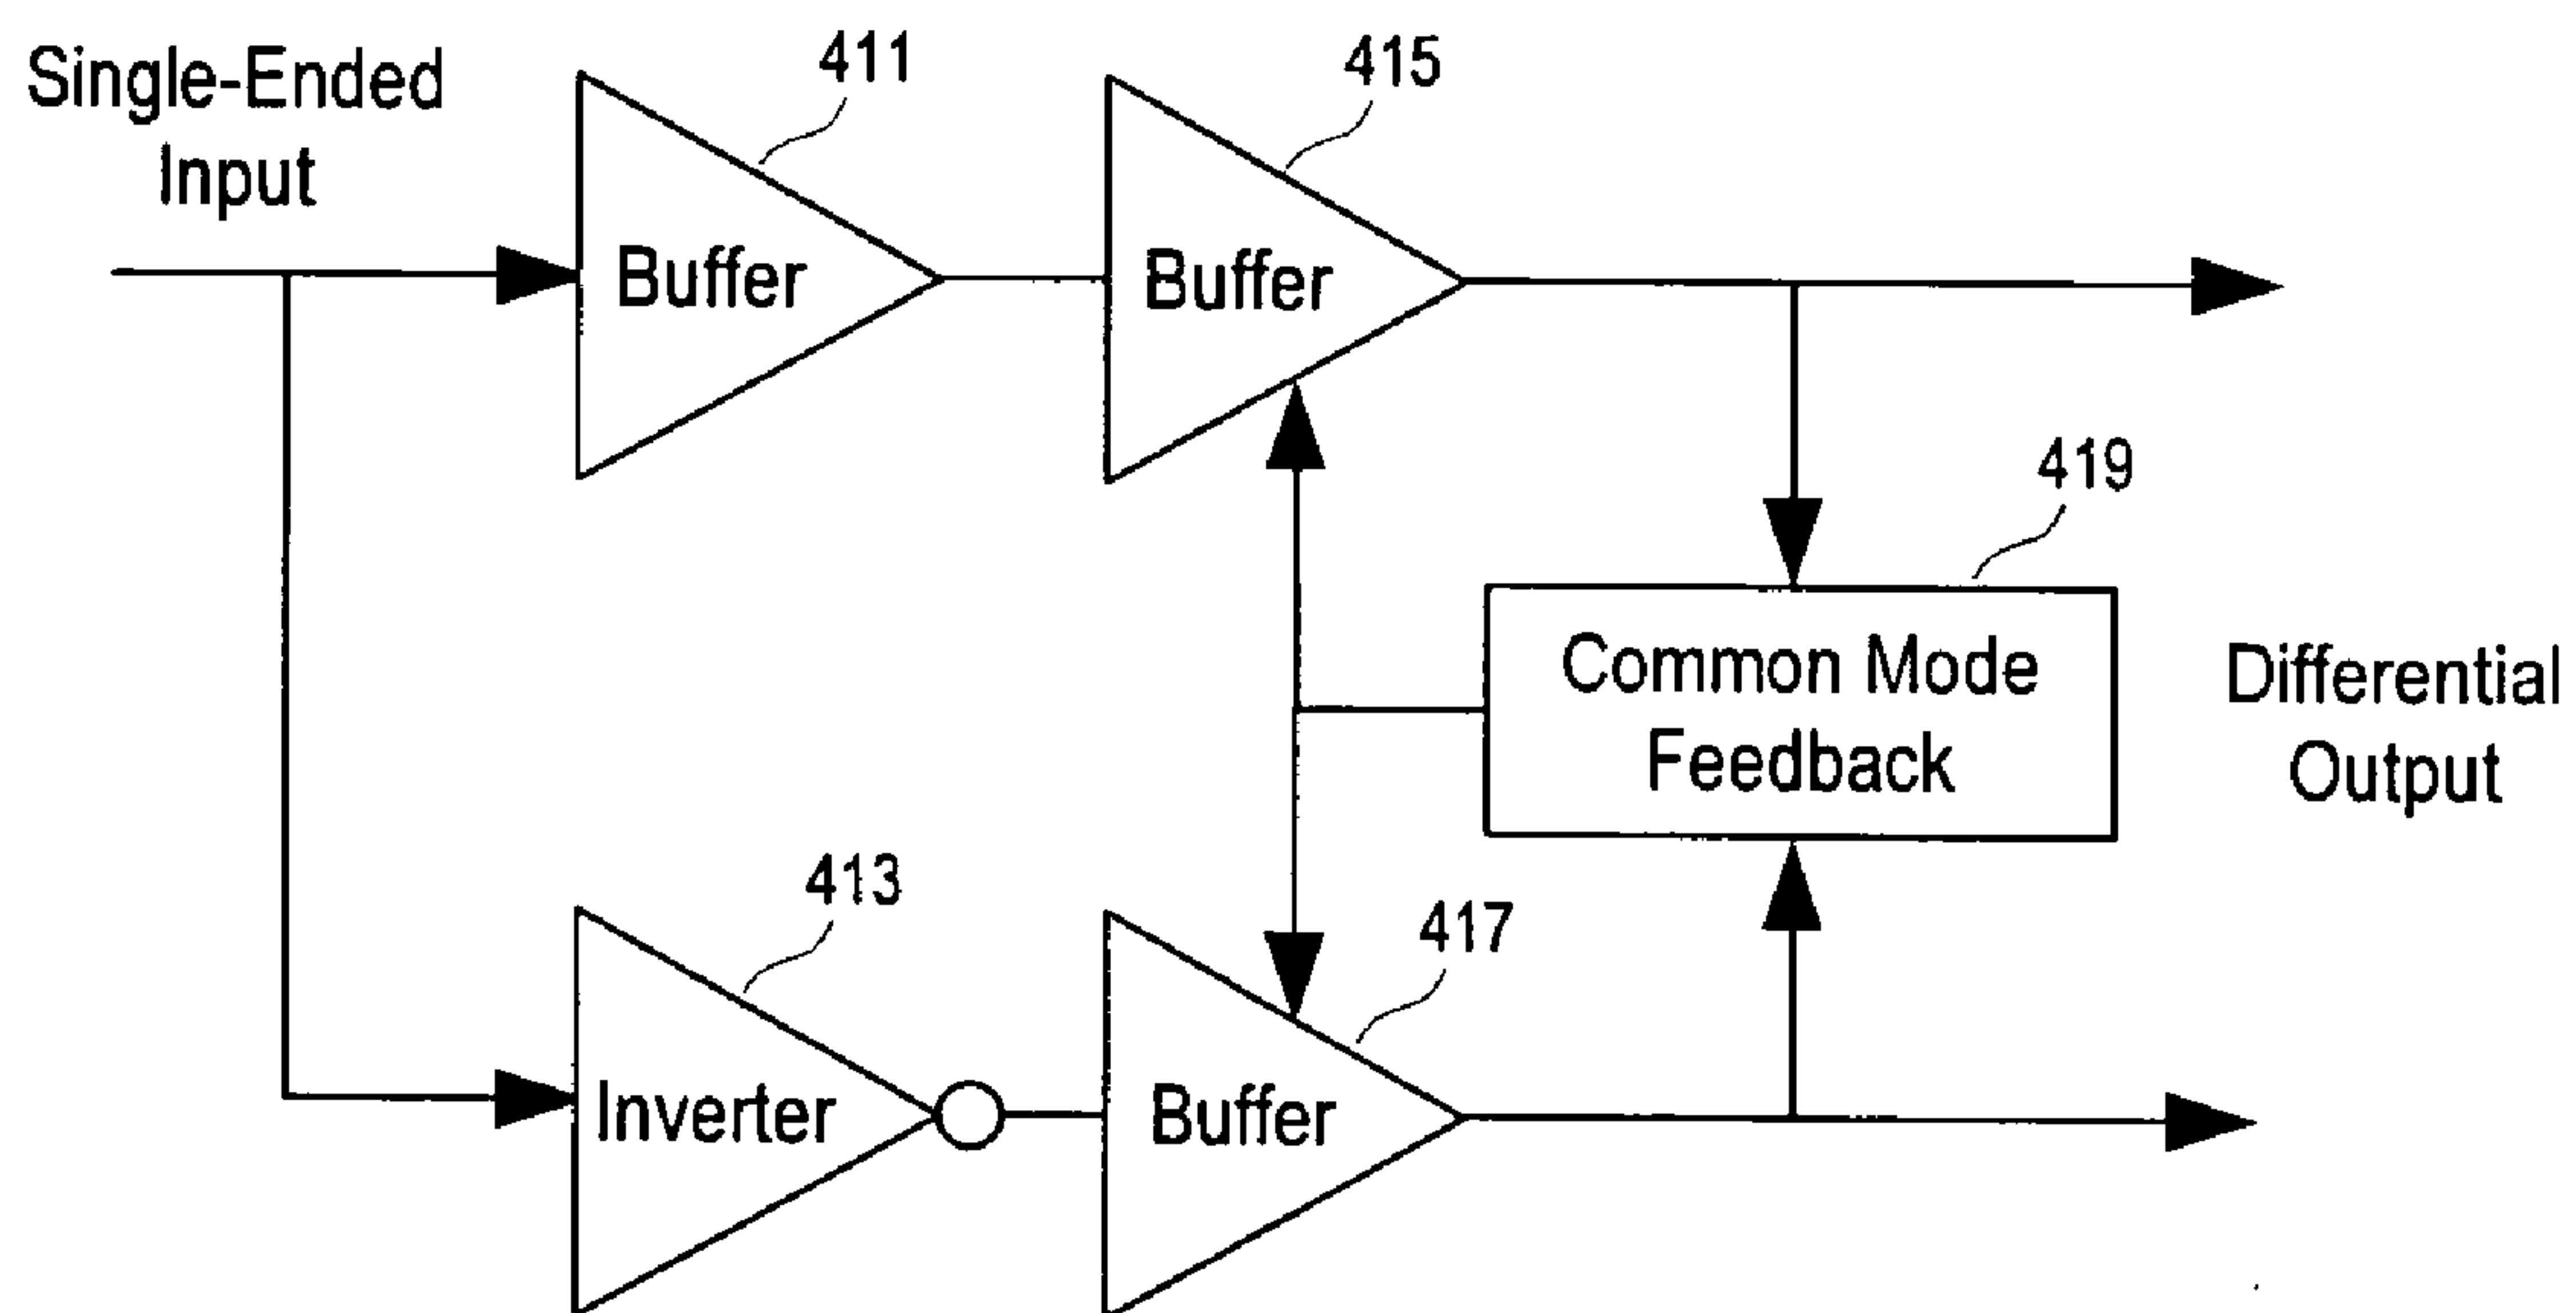 Single-Ended
Input
411
Buffer
415
Buffer
419
Common Mode
Feedback
Differential
Output
413
Inverter
417
Buffer